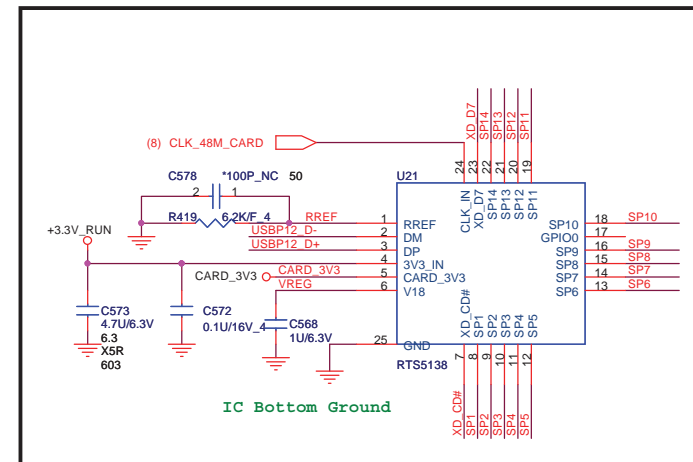 XD_D7
SP14
SP13
SP12
SP11
(8) CLK_48M_CARD
24
23
22
21
20
19
C578 *100P_NC 50
2 1
U21
CLK_IN
XD_D7
SP14
SP13
SP12
SP11
R419 6.2K/F_4 RREF 1 RREF
USBP12_D- 2 DM
USBP12_D+ 3 DP
4 3V3_IN
CARD_3V3 CARD_3V3 5 CARD_3V3
VREG 6 V18
SP10 18 SP10
GPIO0 17
SP9 16 SP9
SP8 15 SP8
SP7 14 SP7
SP6 13 SP6
+3.3V_RUN
C573
4.7U/6.3V
6.3
X5R
603
C572
0.1U/16V_4
C568
1U/6.3V
25 GND
XD_CD#
SP1
SP2
SP3
SP4
SP5
RTS5138
7
8
9
10
11
12
XD_CD#
SP1
SP2
SP3
SP4
SP5
IC Bottom Ground